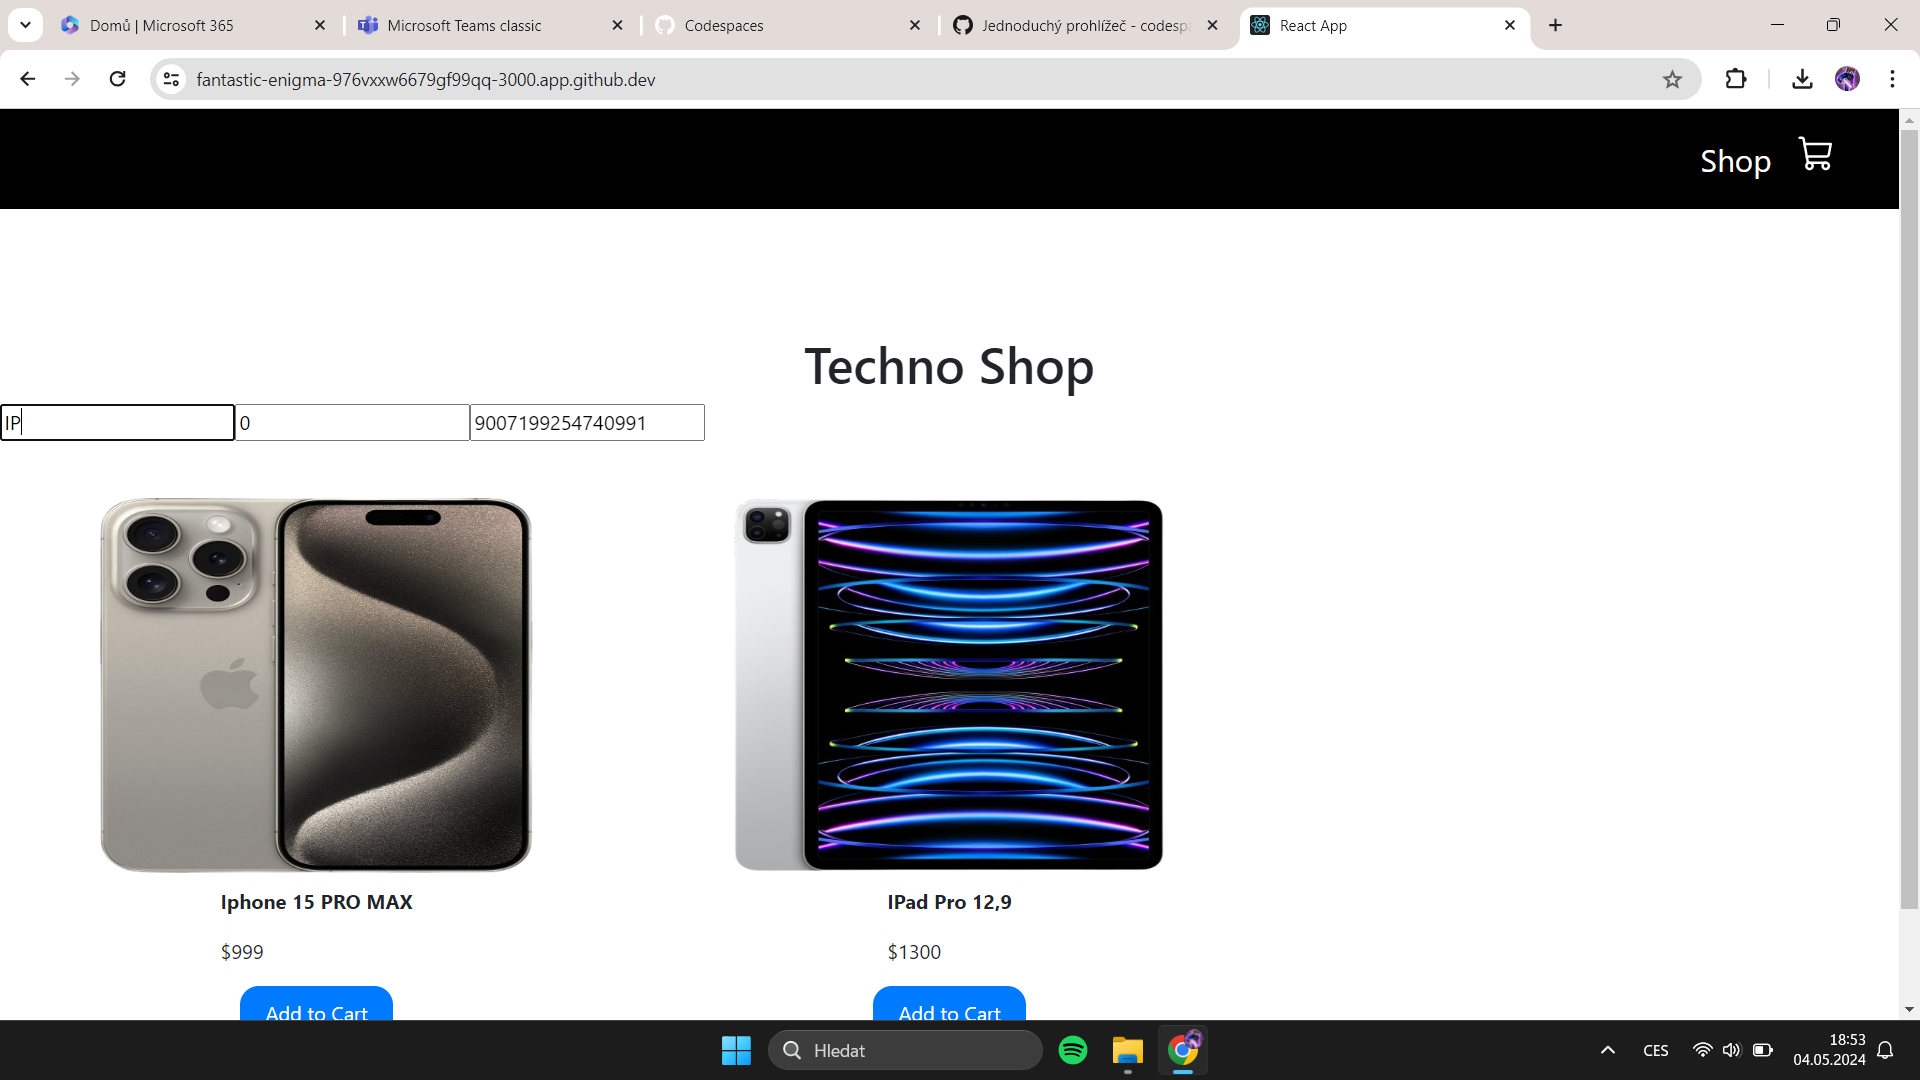 Domů | Microsoft 365
Microsoft Teams classic
Codespaces
Jednoduchý prohlížeč - codesp
React App
fantastic-enigma-976vxxw6679gf99qq-3000.app.github.dev
Shop
Techno Shop
IP
0
9007199254740991
Iphone 15 PRO MAX
IPad Pro 12,9
$999
$1300
Add to Cart
Add to Cart
Hledat
CES
18:53
04.05.2024